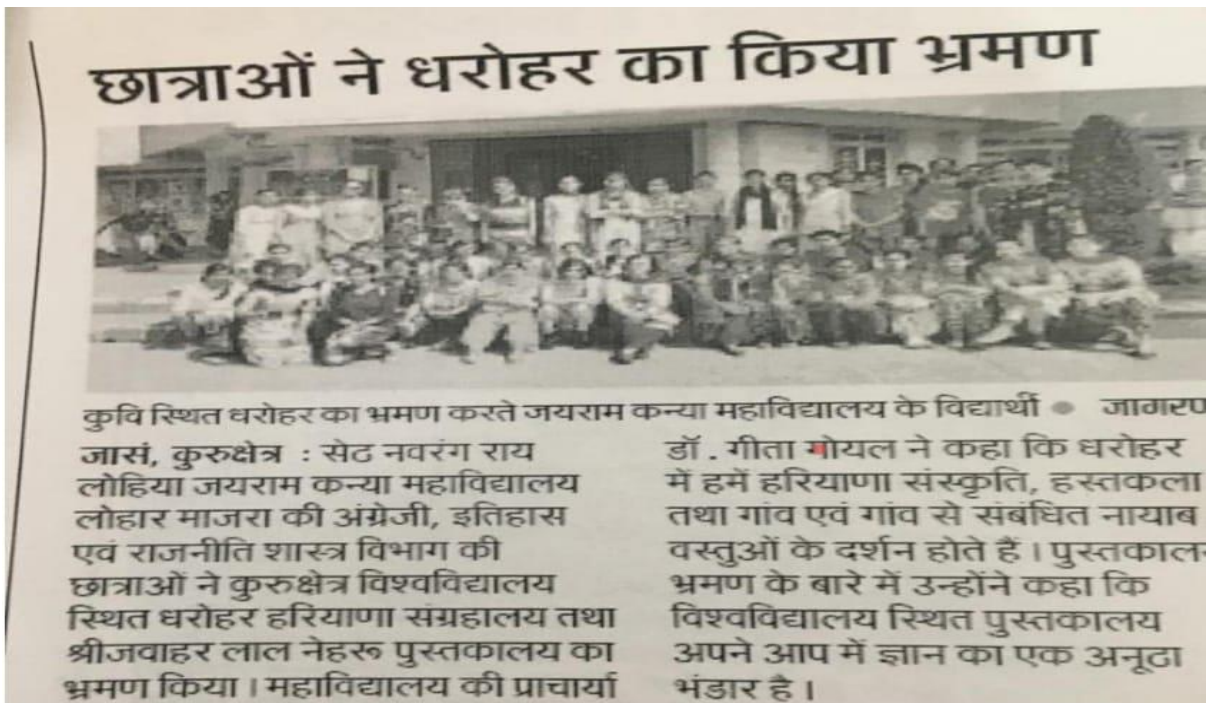 छात्राओं ने धरोहर का किया भ्रमण
कुवि स्थित धरोहर का भ्रमण करते जयराम कन्या महाविद्यालय के विद्यार्थी ● जागरण
जासं, कुरुक्षेत्र : सेठ नवरंग राय
लोहिया जयराम कन्या महाविद्यालय
लोहार माजरा की अंग्रेजी, इतिहास
एवं राजनीति शास्त्र विभाग की
छात्राओं ने कुरुक्षेत्र विश्वविद्यालय
स्थित धरोहर हरियाणा संग्रहालय तथा
श्रीजवाहर लाल नेहरू पुस्तकालय का
भ्रमण किया। महाविद्यालय की प्राचार्या
डॉ. गीता गोयल ने कहा कि धरोहर
में हमें हरियाणा संस्कृति, हस्तकला
तथा गांव एवं गांव से संबंधित नायाब
वस्तुओं के दर्शन होते हैं। पुस्तकालय
भ्रमण के बारे में उन्होंने कहा कि
विश्वविद्यालय स्थित पुस्तकालय
अपने आप में ज्ञान का एक अनूठा
भंडार है।